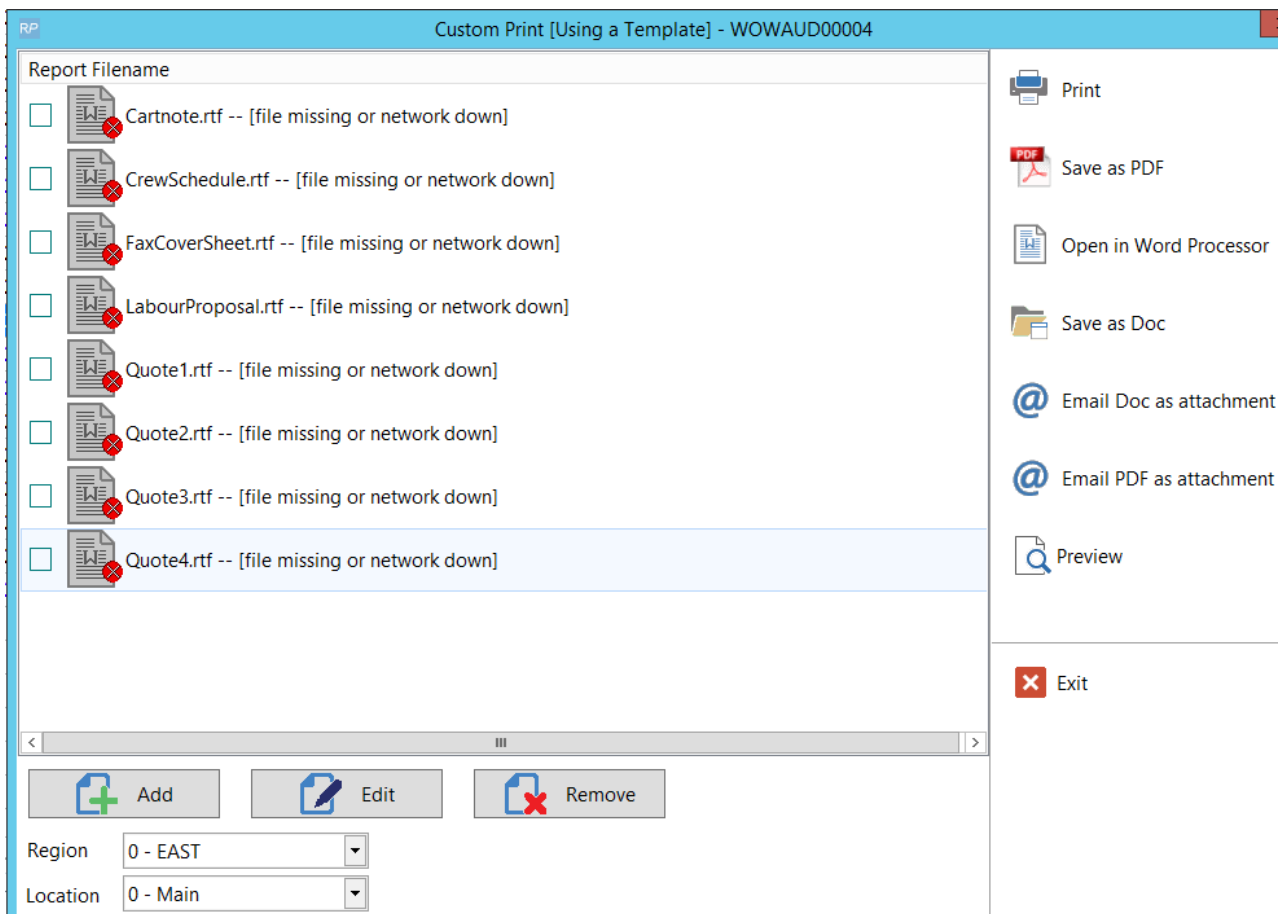 RP
Custom Print [Using a Template] - WOWAUD00004
Report Filename
Cartnote.rtf -- [file missing or network down]
CrewSchedule.rtf -- [file missing or network down]
FaxCoverSheet.rtf -- [file missing or network down]
LabourProposal.rtf -- [file missing or network down]
Quote1.rtf -- [file missing or network down]
Quote2.rtf -- [file missing or network down]
Quote3.rtf -- [file missing or network down]
Quote4.rtf -- [file missing or network down]
Print
PDF
Save as PDF
Open in Word Processor
Save as Doc
@ Email Doc as attachment
@ Email PDF as attachment
Preview
Exit
Add
Edit
Remove
Region
0 - EAST
Location
0 - Main